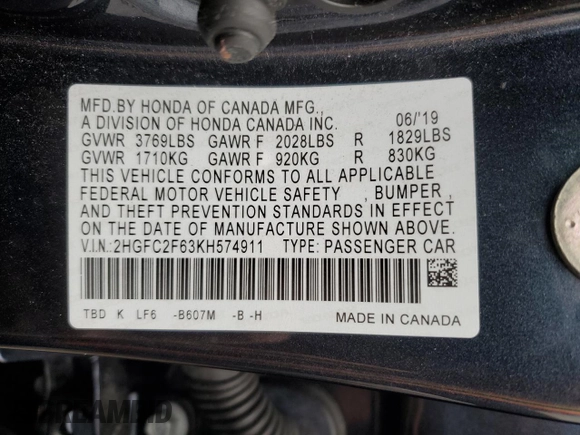 MFD.BY HONDA OF CANADA MFG.,
A DIVISION OF HONDA CANADA INC. 06/'19
GVWR 3769LBS GAWR F 2028LBS R 1829LBS
GVWR 1710KG GAWR F 920KG R 830KG
THIS VEHICLE CONFORMS TO ALL APPLICABLE
FEDERAL MOTOR VEHICLE SAFETY , BUMPER ,
AND THEFT PREVENTION STANDARDS IN EFFECT
ON THE DATE OF MANUFACTURE SHOWN ABOVE.
V.I.N.:2HGFC2F63KH574911 TYPE: PASSENGER CAR
TBD K LF6 -B607M -B -H
MADE IN CANADA